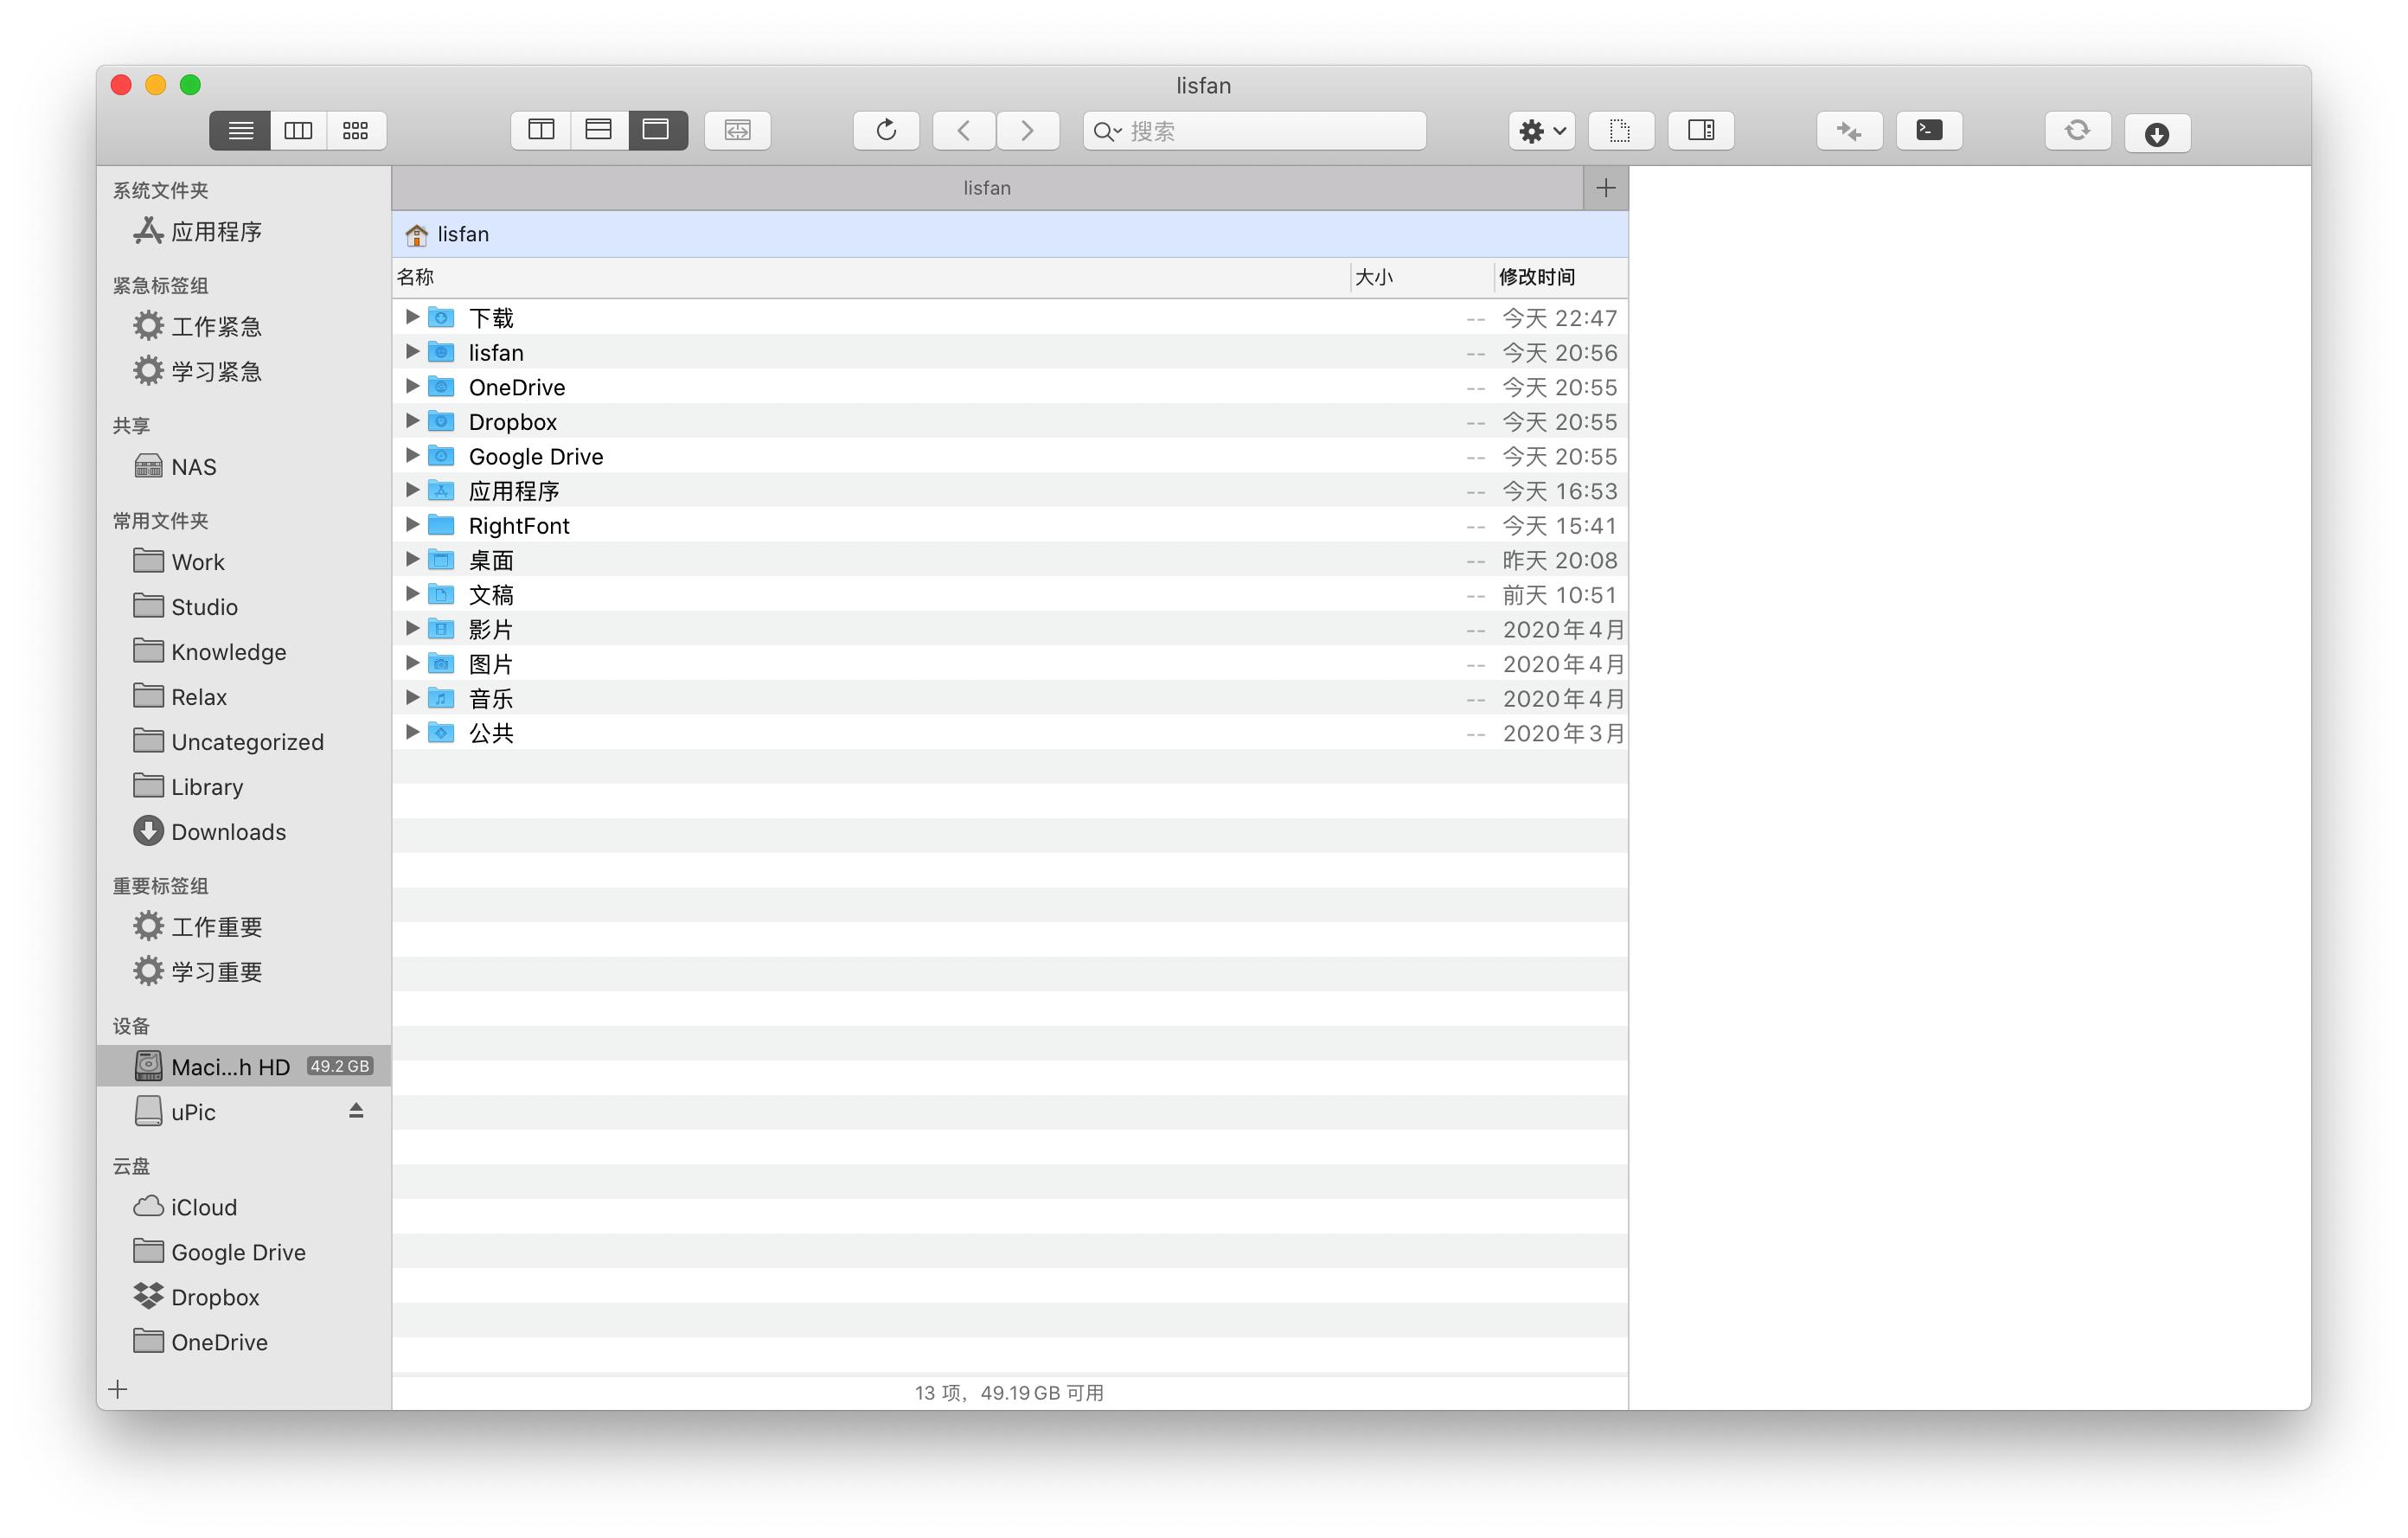 lisfan
搜索
系统文件夹
应用程序
紧急标签组
工作紧急
学习紧急
共享
NAS
常用文件夹
Work
Studio
Knowledge
Relax
Uncategorized
Library
Downloads
重要标签组
工作重要
学习重要
设备
Maci...h HD 49.2 GB
uPic
云盘
iCloud
Google Drive
Dropbox
OneDrive
lisfan
lisfan
名称 大小 修改时间
下载 -- 今天 22:47
lisfan -- 今天 20:56
OneDrive -- 今天 20:55
Dropbox -- 今天 20:55
Google Drive -- 今天 20:55
应用程序 -- 今天 16:53
RightFont -- 今天 15:41
桌面 -- 昨天 20:08
文稿 -- 前天 10:51
影片 -- 2020年4月
图片 -- 2020年4月
音乐 -- 2020年4月
公共 -- 2020年3月
13 项，49.19 GB 可用